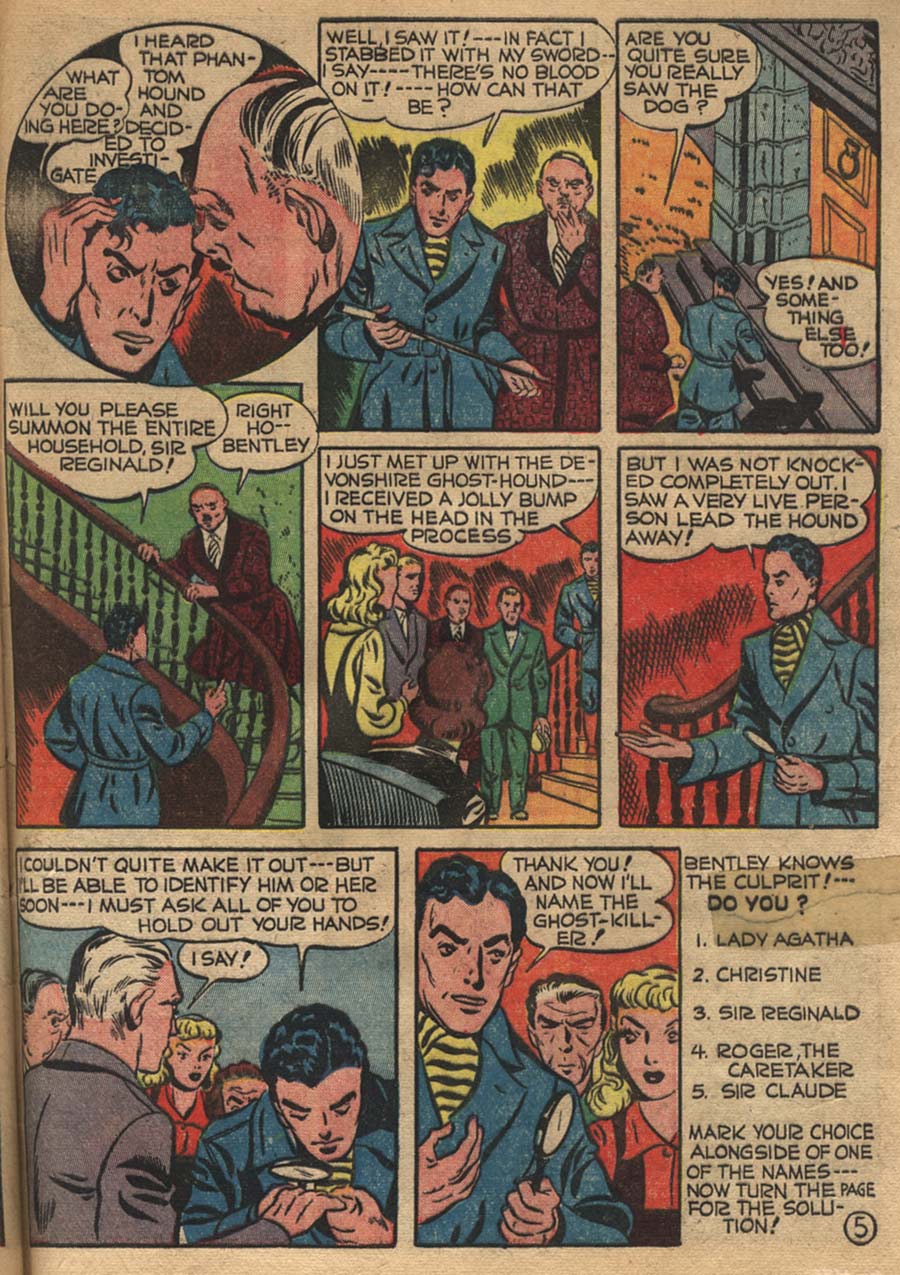 WHAT
ARE
YOU DO-
ING HERE?
I HEARD
THAT PHAN-
TOM
HOUND
AND
DECID-
ED TO
INVESTI-
GATE
WELL, I SAW IT!---IN FACT I
STABBED IT WITH MY SWORD--
I SAY----THERE'S NO BLOOD
ON IT!----HOW CAN THAT
BE?
ARE YOU
QUITE SURE
YOU REALLY
SAW THE
DOG?
YES! AND
SOME-
THING
ELSE
TOO!
WILL YOU PLEASE
SUMMON THE ENTIRE
HOUSEHOLD, SIR
REGINALD!
RIGHT
HO--
BENTLEY
I JUST MET UP WITH THE DE-
VONSHIRE GHOST-HOUND---
I RECEIVED A JOLLY BUMP
ON THE HEAD IN THE
PROCESS
BUT I WAS NOT KNOCK-
ED COMPLETELY OUT. I
SAW A VERY LIVE PER-
SON LEAD THE HOUND
AWAY!
I COULDN'T QUITE MAKE IT OUT---BUT
I'LL BE ABLE TO IDENTIFY HIM OR HER
SOON---I MUST ASK ALL OF YOU TO
HOLD OUT YOUR HANDS!
I SAY!
THANK YOU!
AND NOW I'LL
NAME THE
GHOST-KILL-
ER!
BENTLEY KNOWS
THE CULPRIT!---
DO YOU?
1. LADY AGATHA
2. CHRISTINE
3. SIR REGINALD
4. ROGER, THE
CARETAKER
5. SIR CLAUDE
MARK YOUR CHOICE
ALONGSIDE OF ONE
OF THE NAMES---
NOW TURN THE PAGE
FOR THE SOLU-
TION!
5